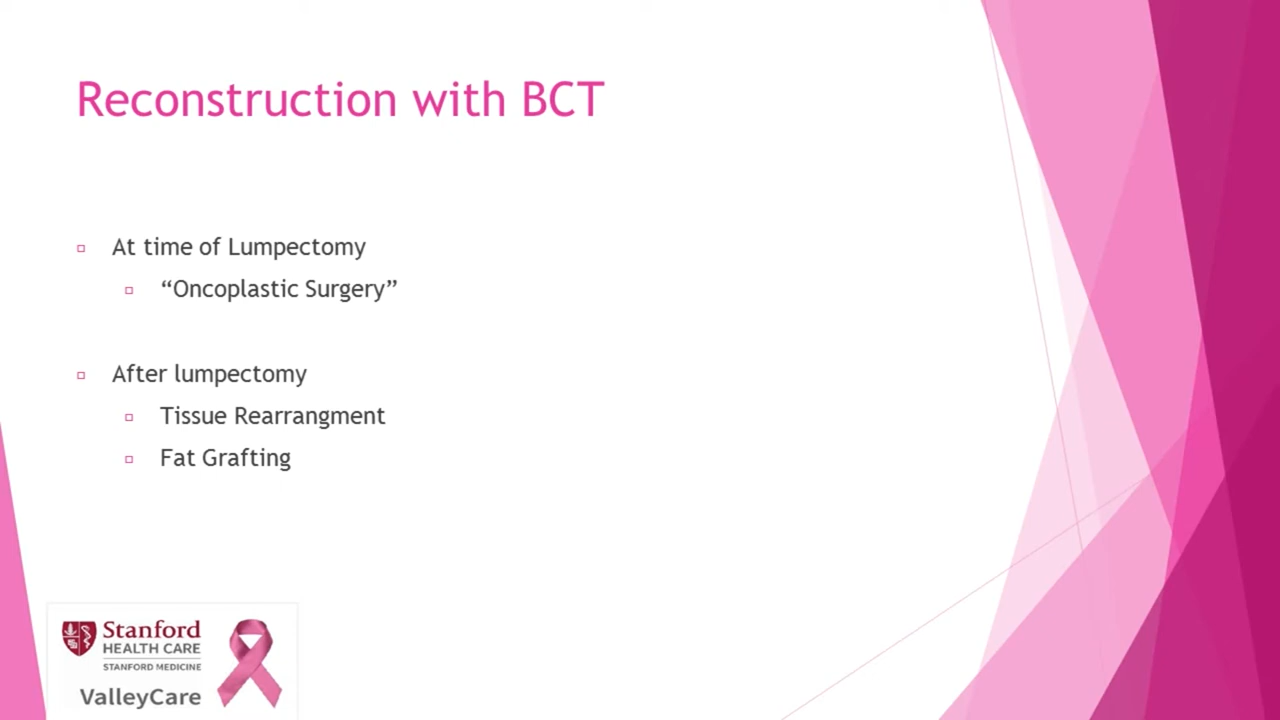 Reconstruction with BCT
At time of Lumpectomy
“Oncoplastic Surgery”
After lumpectomy
Tissue Rearrangment
Fat Grafting
Stanford
HEALTH CARE
STANFORD MEDICINE
ValleyCare